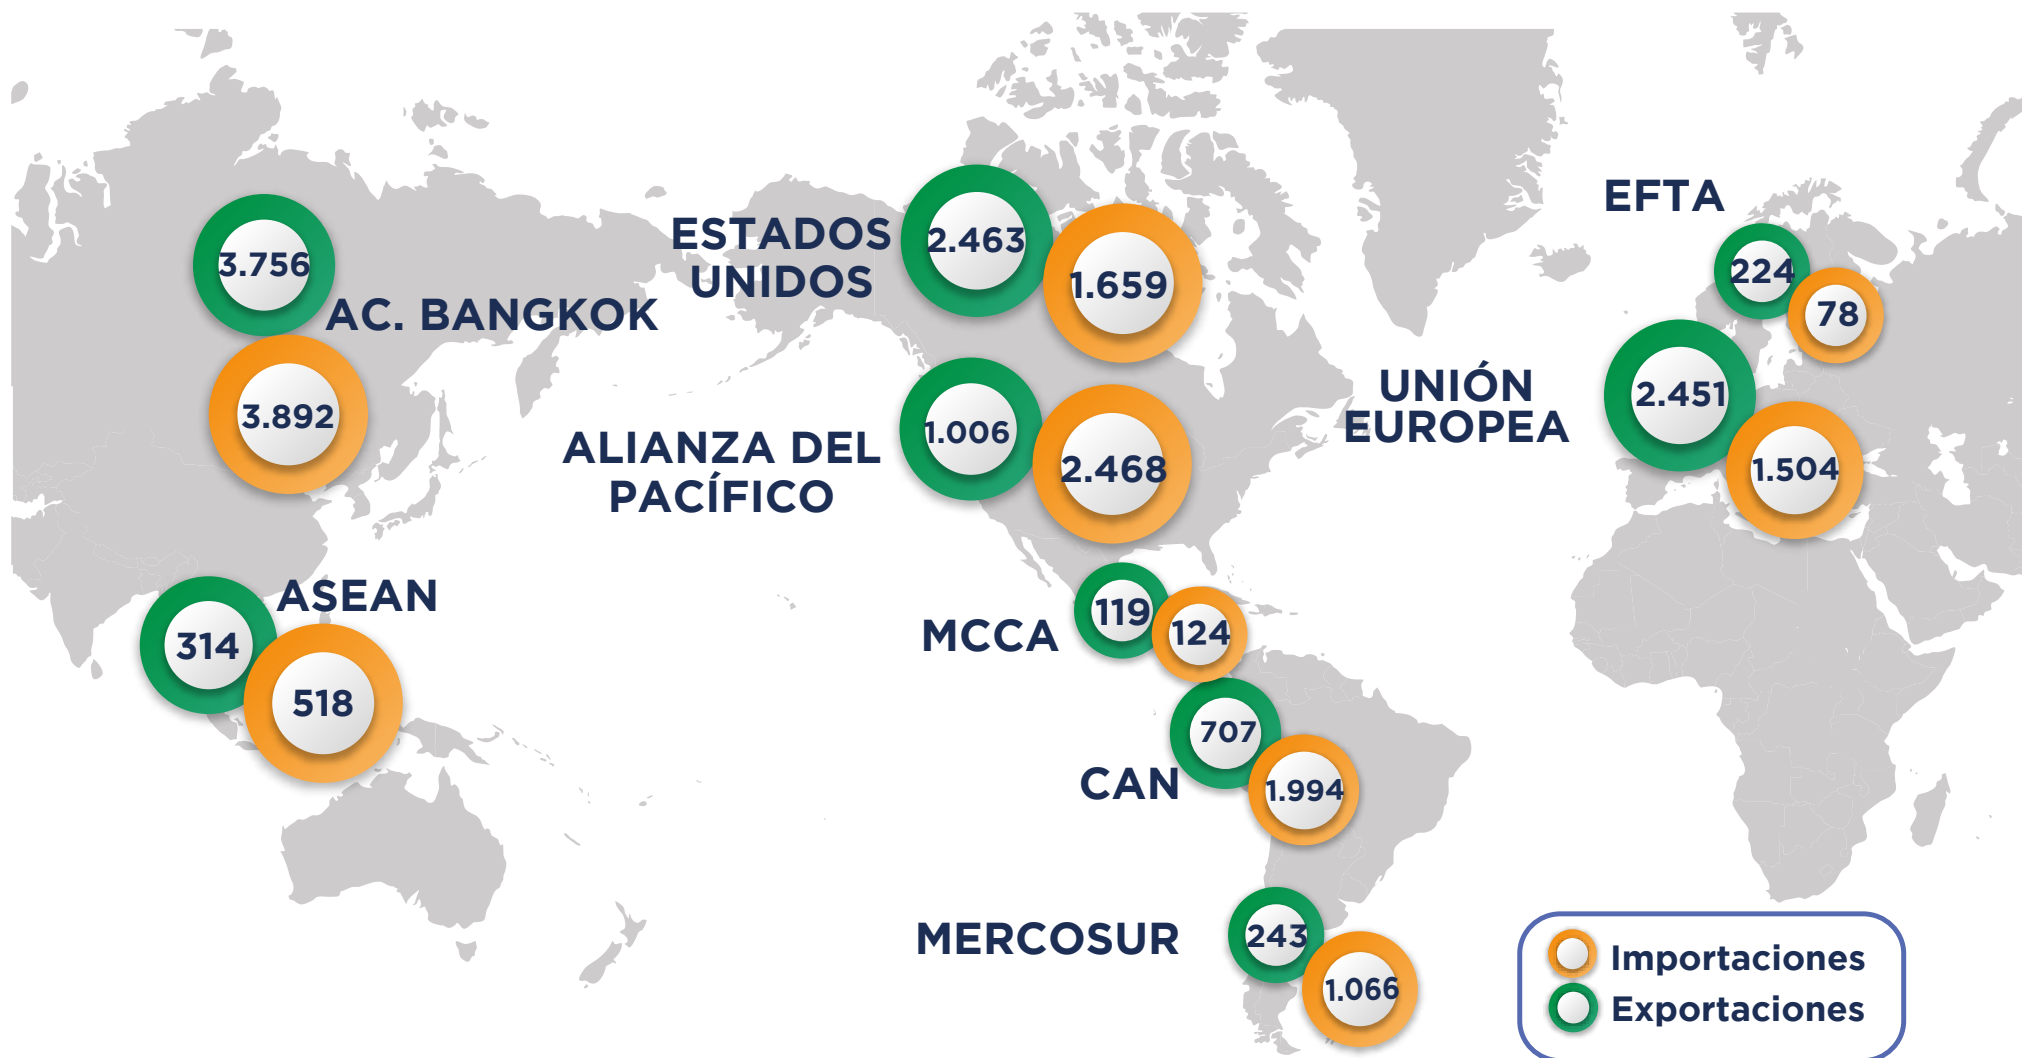 EFTA
224
78
ESTADOS
UNIDOS
2.463
1.659
3.756
AC. BANGKOK
3.892
UNIÓN
EUROPEA
2.451
1.504
ALIANZA DEL
PACÍFICO
1.006
2.468
ASEAN
314
518
MCCA
119
124
CAN
707
1.994
MERCOSUR
243
1.066
Importaciones
Exportaciones